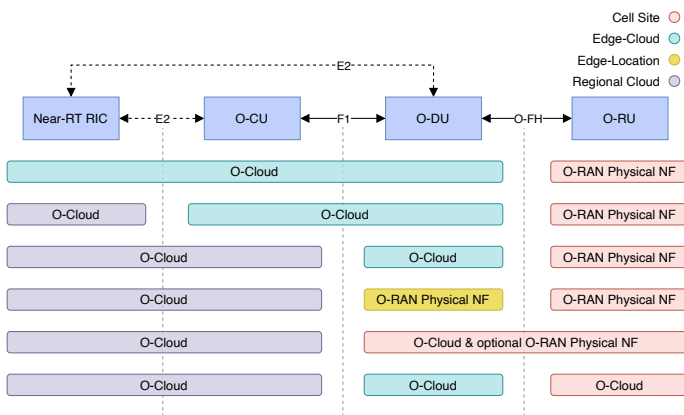 Cell Site
Edge-Cloud
Edge-Location
Regional Cloud
E2
Near-RT RIC
E2
O-CU
F1
O-DU
O-FH
O-RU
O-Cloud
O-RAN Physical NF
O-Cloud
O-Cloud
O-RAN Physical NF
O-Cloud
O-Cloud
O-RAN Physical NF
O-Cloud
O-RAN Physical NF
O-RAN Physical NF
O-Cloud
O-Cloud & optional O-RAN Physical NF
O-Cloud
O-Cloud
O-Cloud